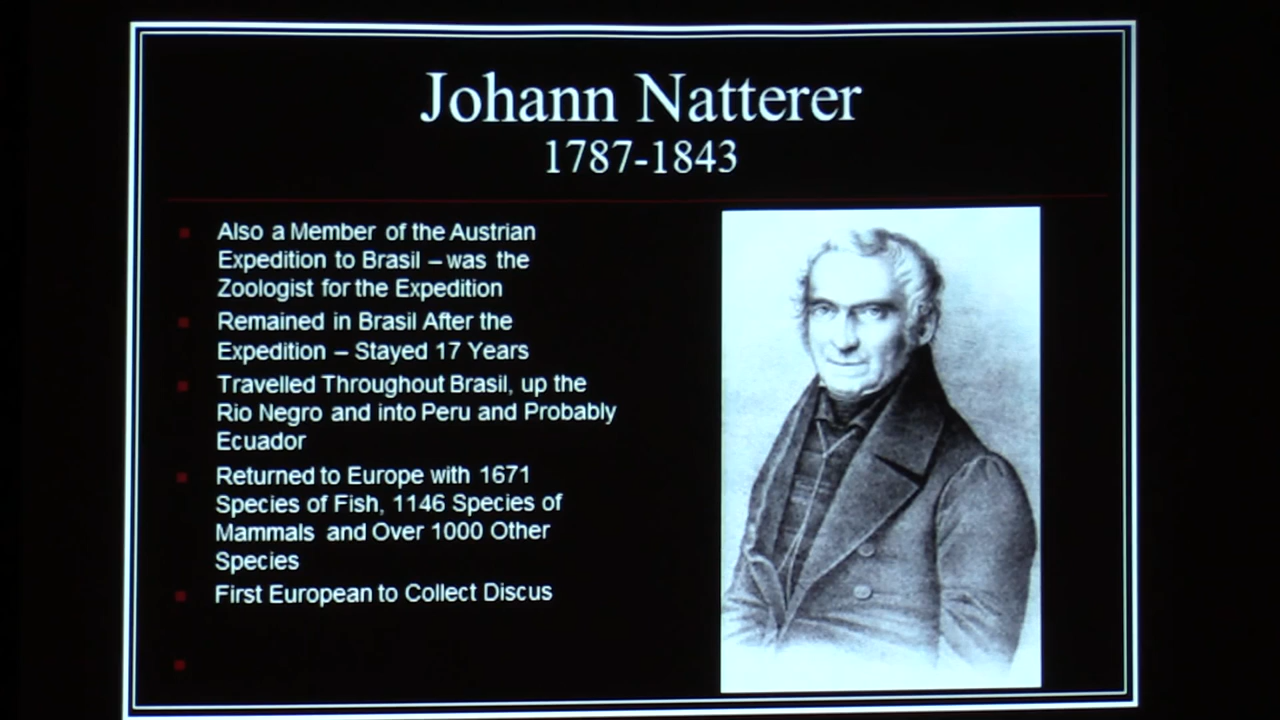 Johann Natterer
1787-1843
Also a Member of the Austrian
Expedition to Brasil – was the
Zoologist for the Expedition
Remained in Brasil After the
Expedition – Stayed 17 Years
Travelled Throughout Brasil, up the
Rio Negro and into Peru and Probably
Ecuador
Returned to Europe with 1671
Species of Fish, 1146 Species of
Mammals and Over 1000 Other
Species
First European to Collect Discus